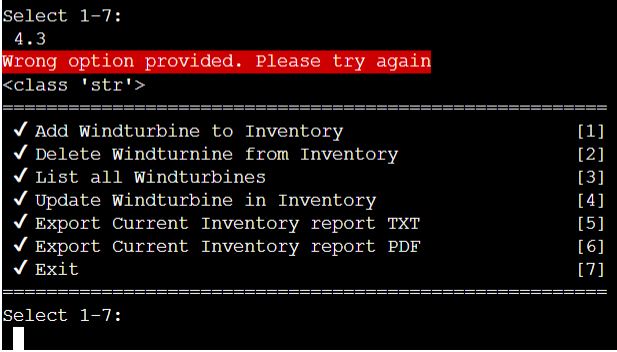 Select 1-7:
4.3
Wrong option provided. Please try again
<class 'str'>
=======================================================
✔ Add Windturbine to Inventory [1]
✔ Delete Windturnine from Inventory [2]
✔ List all Windturbines [3]
✔ Update Windturbine in Inventory [4]
✔ Export Current Inventory report TXT [5]
✔ Export Current Inventory report PDF [6]
✔ Exit [7]
=======================================================
Select 1-7: